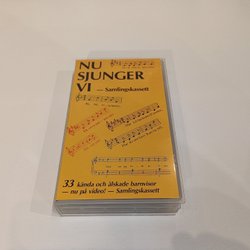 NU
SJUNGER
VI — Samlingskassett
33 kända och älskade barnvisor
— nu på video! — Samlingskassett